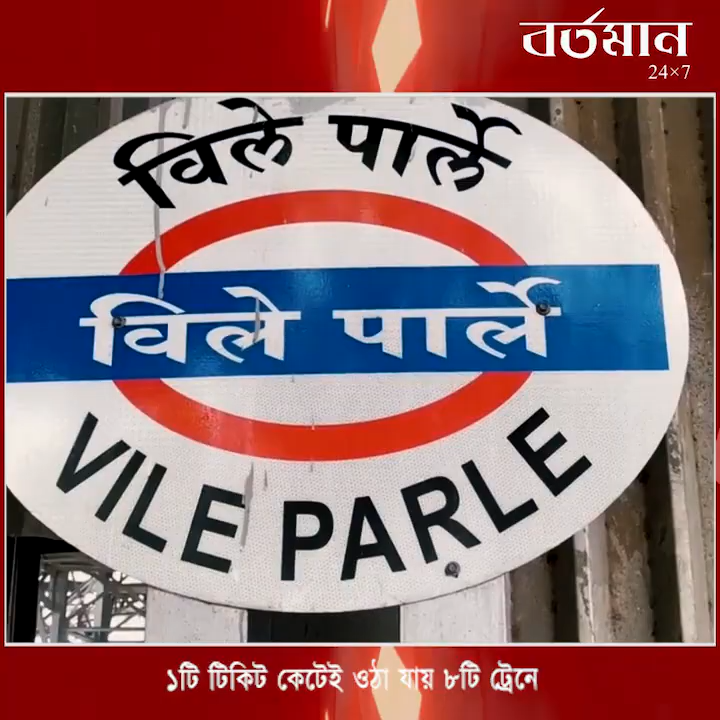 বর্তমান
24×7
विले पार्ले
विले पार्ले
VILE PARLE
১টি টিকিট কেটেই ওঠা যায় ৮টি ট্রেনে